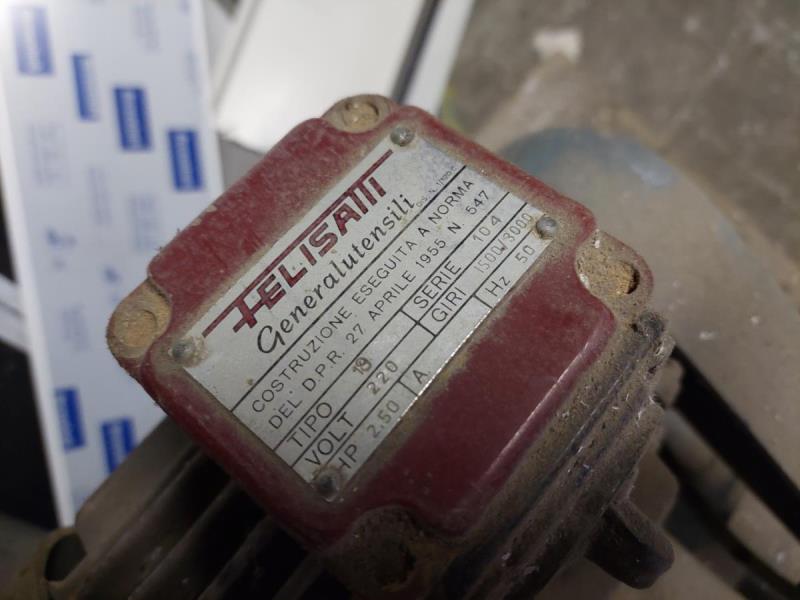 FELISATTI
Generalutensili
COSTRUZIONE ESEGUITA A NORMA
DEL D.P.R. 27 APRILE 1955 N 547
TIPO 19 SERIE 104
VOLT 220 GIRI 1500/3000
HP 2.50 A Hz 50